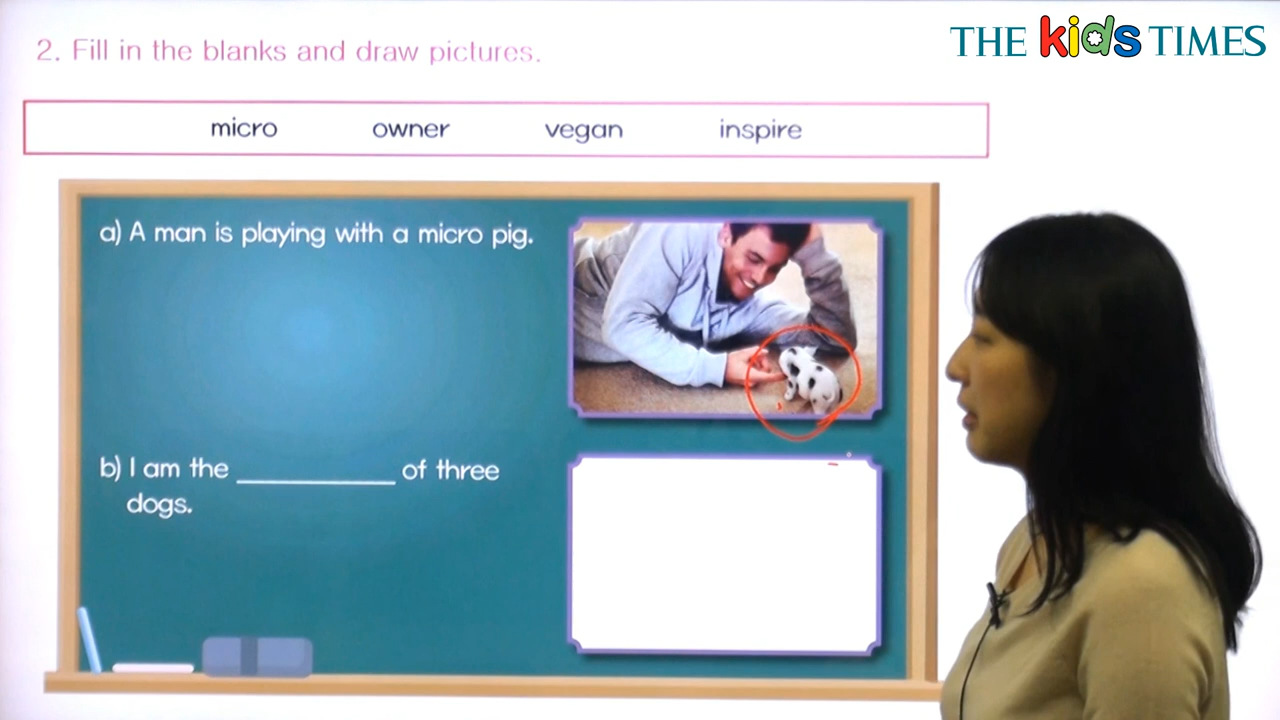 2. Fill in the blanks and draw pictures.
THE kids TIMES
micro owner vegan inspire
a) A man is playing with a micro pig.
b) I am the __________ of three
dogs.